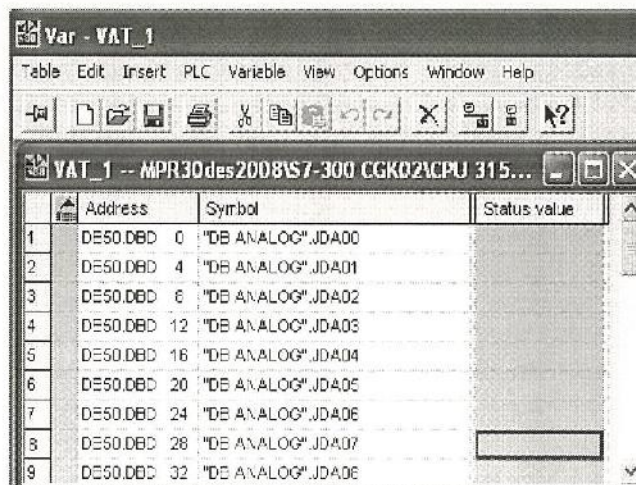 Var - VAT_1
Table Edit Insert PLC Variable View Options Window Help
VAT_1 -- MPR30des2008\S7-300 CGK02\CPU 315...
Address Symbol Status value
1 DB50.DBD 0 "DB ANALOG".JDA00
2 DB50.DBD 4 "DB ANALOG".JDA01
3 DB50.DBD 8 "DB ANALOG".JDA02
4 DB50.DBD 12 "DB ANALOG".JDA03
5 DB50.DBD 16 "DB ANALOG".JDA04
6 DB50.DBD 20 "DB ANALOG".JDA05
7 DB50.DBD 24 "DB ANALOG".JDA06
8 DB50.DBD 28 "DB ANALOG".JDA07
9 DB50.DBD 32 "DB ANALOG".JDA08